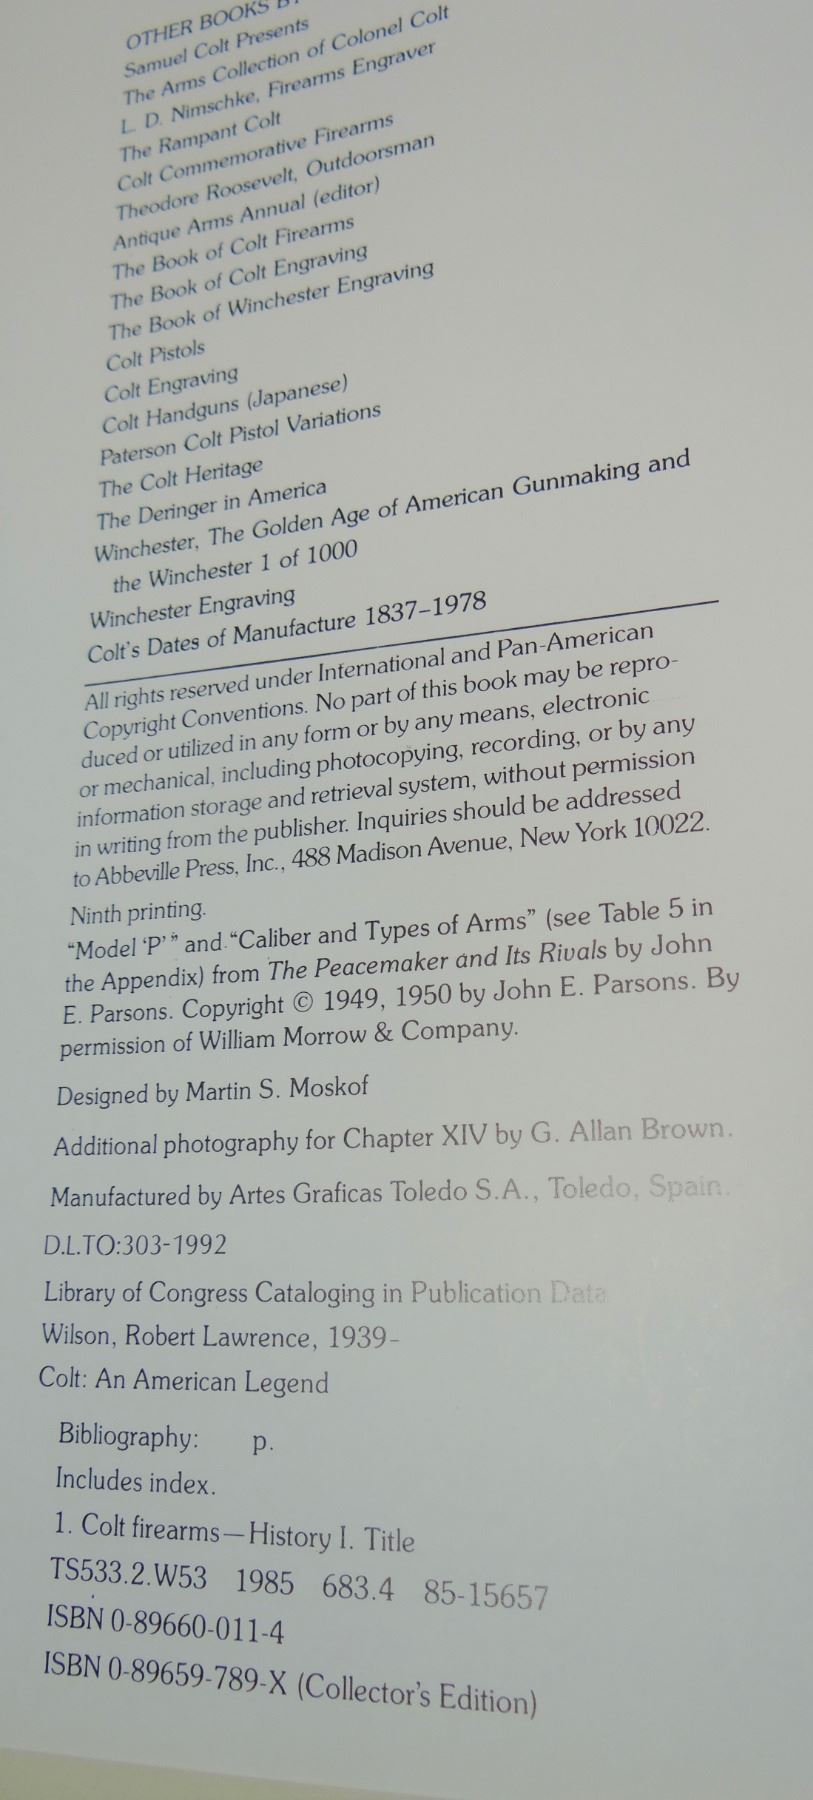 OTHER BOOKS BY
Samuel Colt Presents
The Arms Collection of Colonel Colt
L. D. Nimschke, Firearms Engraver
The Rampant Colt
Colt Commemorative Firearms
Theodore Roosevelt, Outdoorsman
Antique Arms Annual (editor)
The Book of Colt Firearms
The Book of Colt Engraving
The Book of Winchester Engraving
Colt Pistols
Colt Engraving
Colt Handguns (Japanese)
Paterson Colt Pistol Variations
The Colt Heritage
The Deringer in America
Winchester, The Golden Age of American Gunmaking and
the Winchester 1 of 1000
Winchester Engraving
Colt's Dates of Manufacture 1837–1978
All rights reserved under International and Pan-American
Copyright Conventions. No part of this book may be repro-
duced or utilized in any form or by any means, electronic
or mechanical, including photocopying, recording, or by any
information storage and retrieval system, without permission
in writing from the publisher. Inquiries should be addressed
to Abbeville Press, Inc., 488 Madison Avenue, New York 10022.
Ninth printing.
“Model ‘P’” and “Caliber and Types of Arms” (see Table 5 in
the Appendix) from The Peacemaker and Its Rivals by John
E. Parsons. Copyright © 1949, 1950 by John E. Parsons. By
permission of William Morrow & Company.
Designed by Martin S. Moskof
Additional photography for Chapter XIV by G. Allan Brown.
Manufactured by Artes Graficas Toledo S.A., Toledo, Spain.
D.L.TO:303-1992
Library of Congress Cataloging in Publication Data
Wilson, Robert Lawrence, 1939–
Colt: An American Legend
Bibliography: p.
Includes index.
1. Colt firearms—History I. Title
TS533.2.W53 1985 683.4 85-15657
ISBN 0-89660-011-4
ISBN 0-89659-789-X (Collector's Edition)